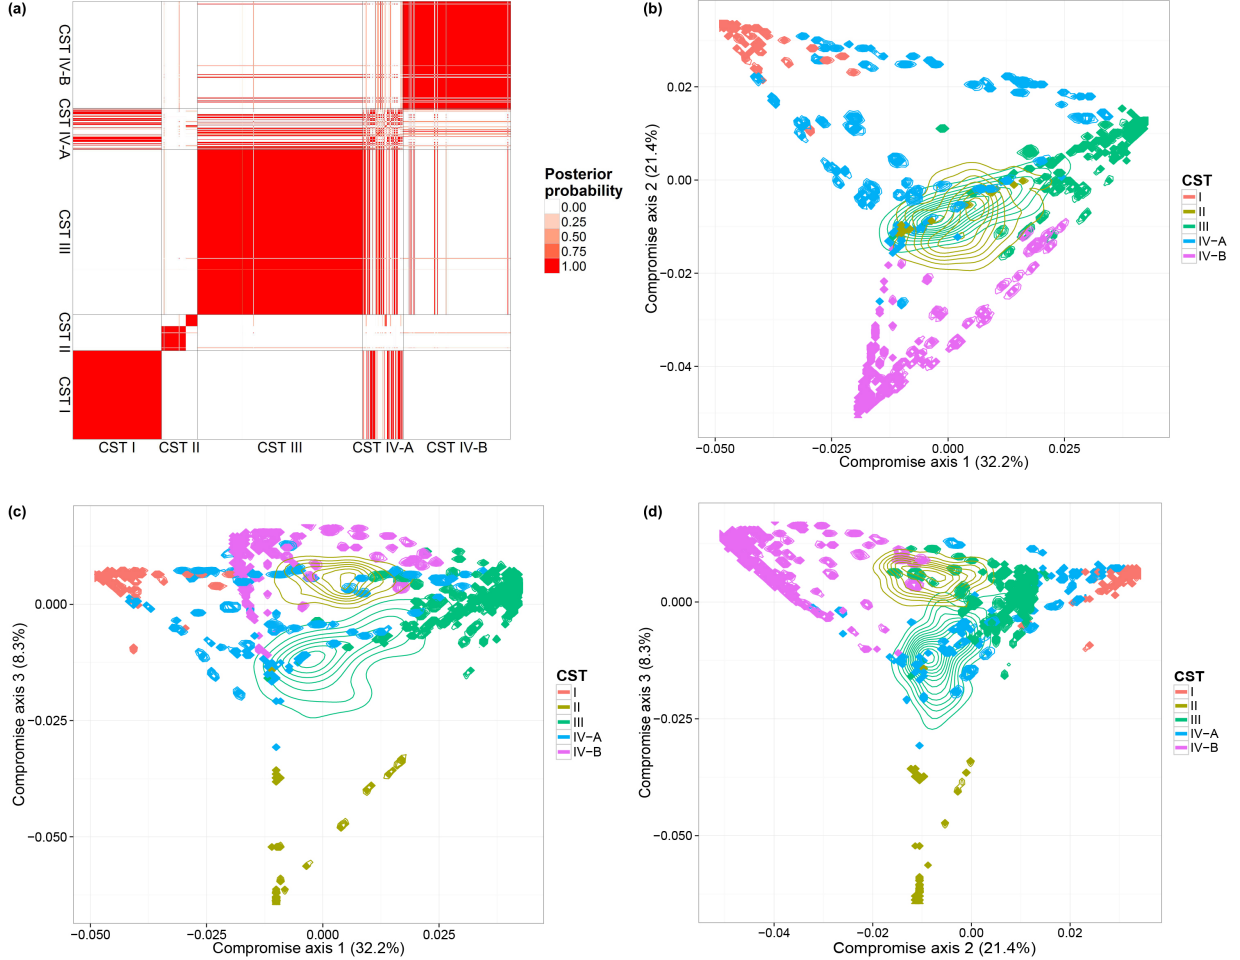 (a)
CST IV-B
CST IV-A
CST III
CST II
CST I
CST I
CST II
CST III
CST IV-A
CST IV-B
Posterior
probability
0.00
0.25
0.50
0.75
1.00
(b)
Compromise axis 2 (21.4%)
0.02
0.00
−0.02
−0.04
−0.050
−0.025
0.000
0.025
Compromise axis 1 (32.2%)
CST
I
II
III
IV−A
IV−B
(c)
Compromise axis 3 (8.3%)
0.000
−0.025
−0.050
−0.050
−0.025
0.000
0.025
Compromise axis 1 (32.2%)
CST
I
II
III
IV−A
IV−B
(d)
Compromise axis 3 (8.3%)
0.000
−0.025
−0.050
−0.04
−0.02
0.00
0.02
Compromise axis 2 (21.4%)
CST
I
II
III
IV−A
IV−B